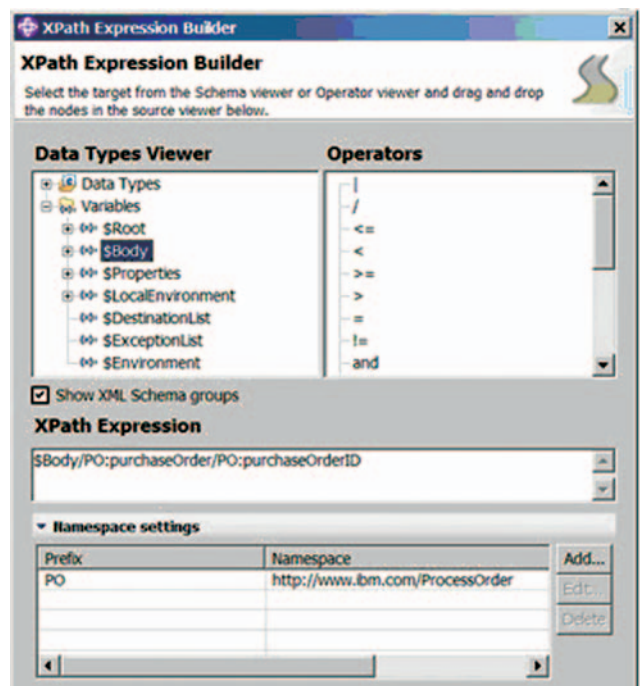 XPath Expression Builder
XPath Expression Builder
Select the target from the Schema viewer or Operator viewer and drag and drop
the nodes in the source viewer below.
Data Types Viewer
Operators
Data Types
Variables
$Root
$Body
$Properties
$LocalEnvironment
$DestinationList
$ExceptionList
$Environment
|
/
<=
<
>=
>
=
!=
and
Show XML Schema groups
XPath Expression
$Body/PO:purchaseOrder/PO:purchaseOrderID
Namespace settings
Prefix Namespace
PO http://www.ibm.com/ProcessOrder
Add...
Edit...
Delete